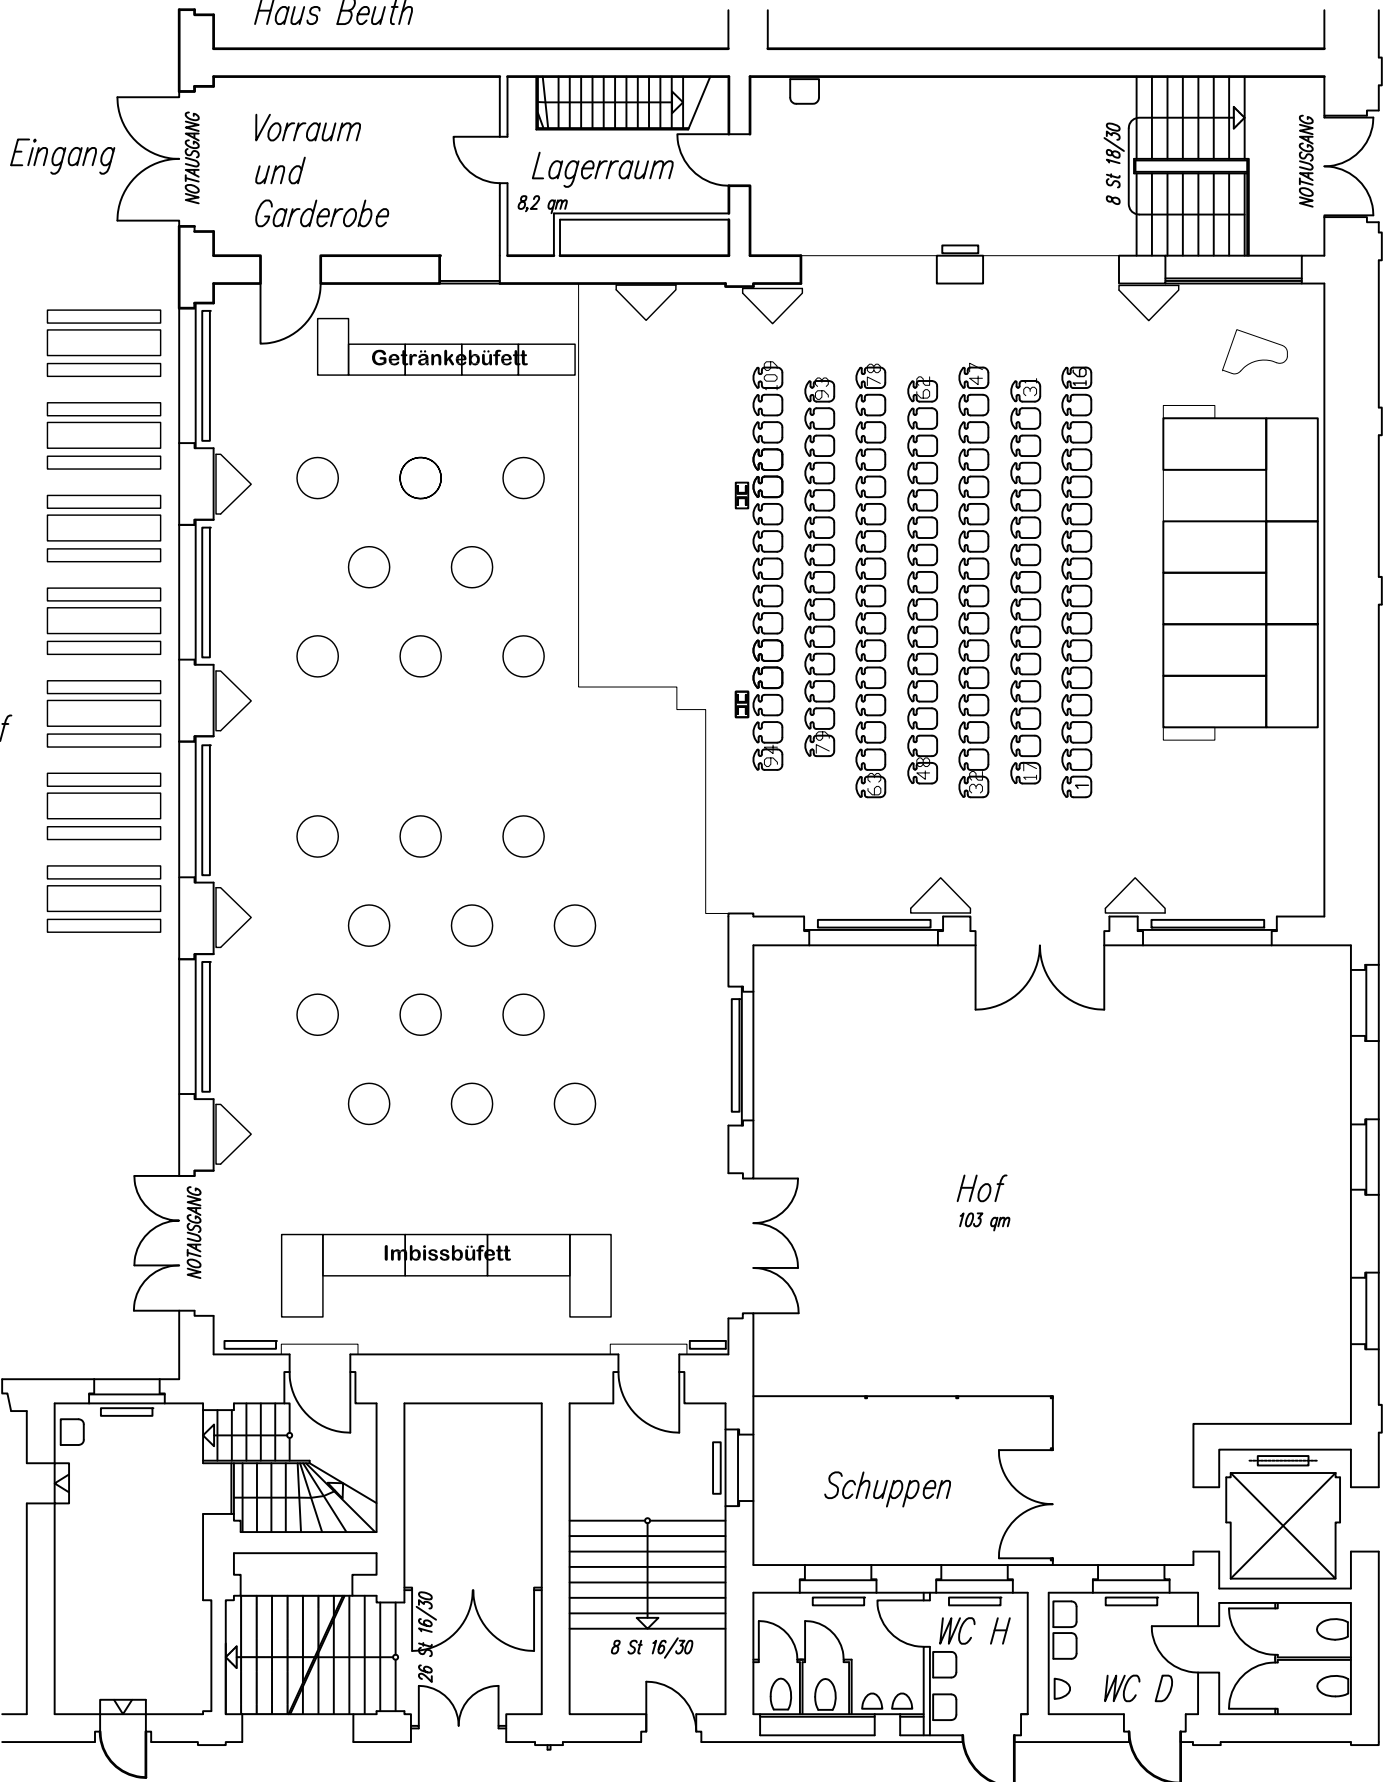 Haus Beuth
Eingang
NOTAUSGANG
Vorraum
und
Garderobe
Lagerraum
8,2 qm
8 St 18/30
NOTAUSGANG
Getränkebüfett
109
93
78
62
47
31
16
f
94
79
63
48
32
17
1
NOTAUSGANG
Hof
103 qm
Imbissbüfett
Schuppen
26 St 16/30
8 St 16/30
WC H
WC D